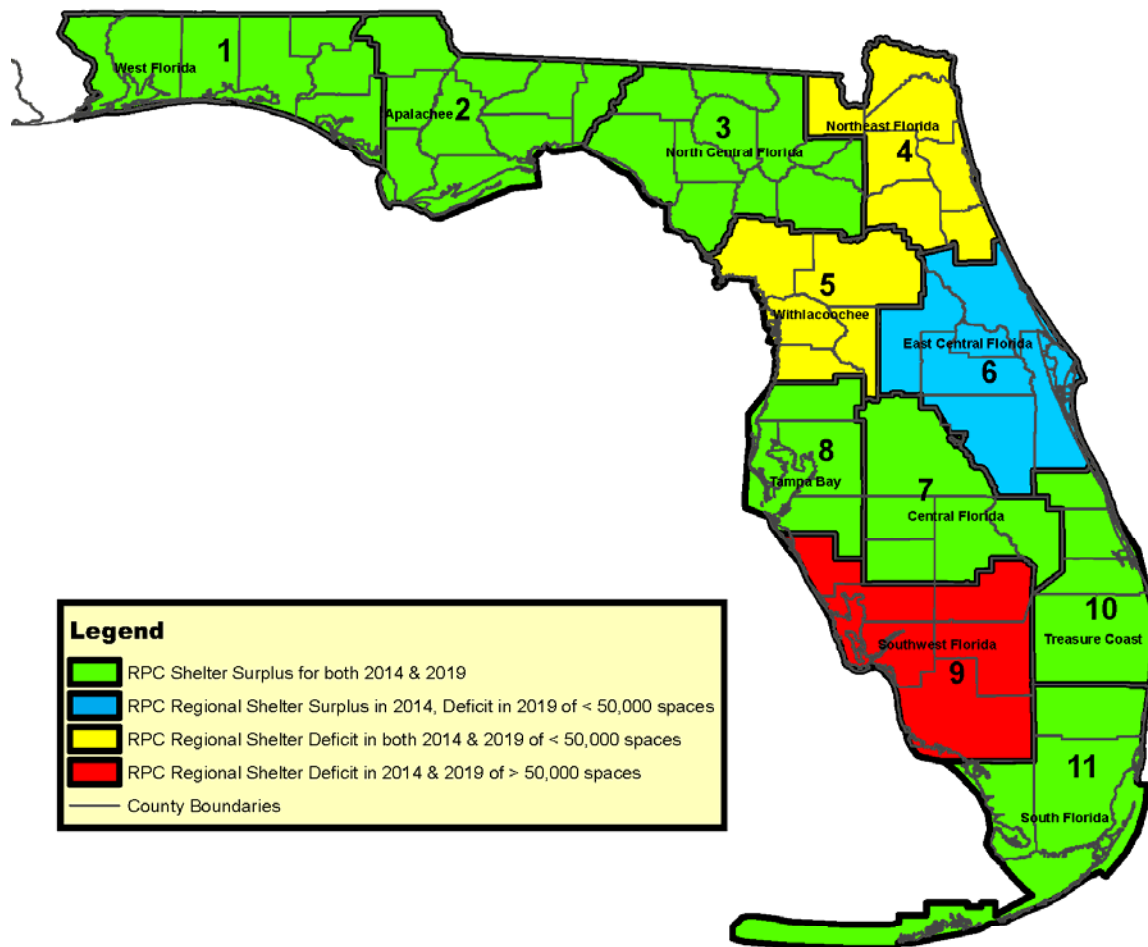 1
West Florida
2
Apalachee
3
North Central Florida
Northeast Florida
4
5
Withlacoochee
East Central Florida
6
8
Tampa Bay
7
Central Florida
10
Treasure Coast
Southwest Florida
9
11
South Florida
Legend
RPC Shelter Surplus for both 2014 & 2019
RPC Regional Shelter Surplus in 2014, Deficit in 2019 of < 50,000 spaces
RPC Regional Shelter Deficit in both 2014 & 2019 of < 50,000 spaces
RPC Regional Shelter Deficit in 2014 & 2019 of > 50,000 spaces
County Boundaries